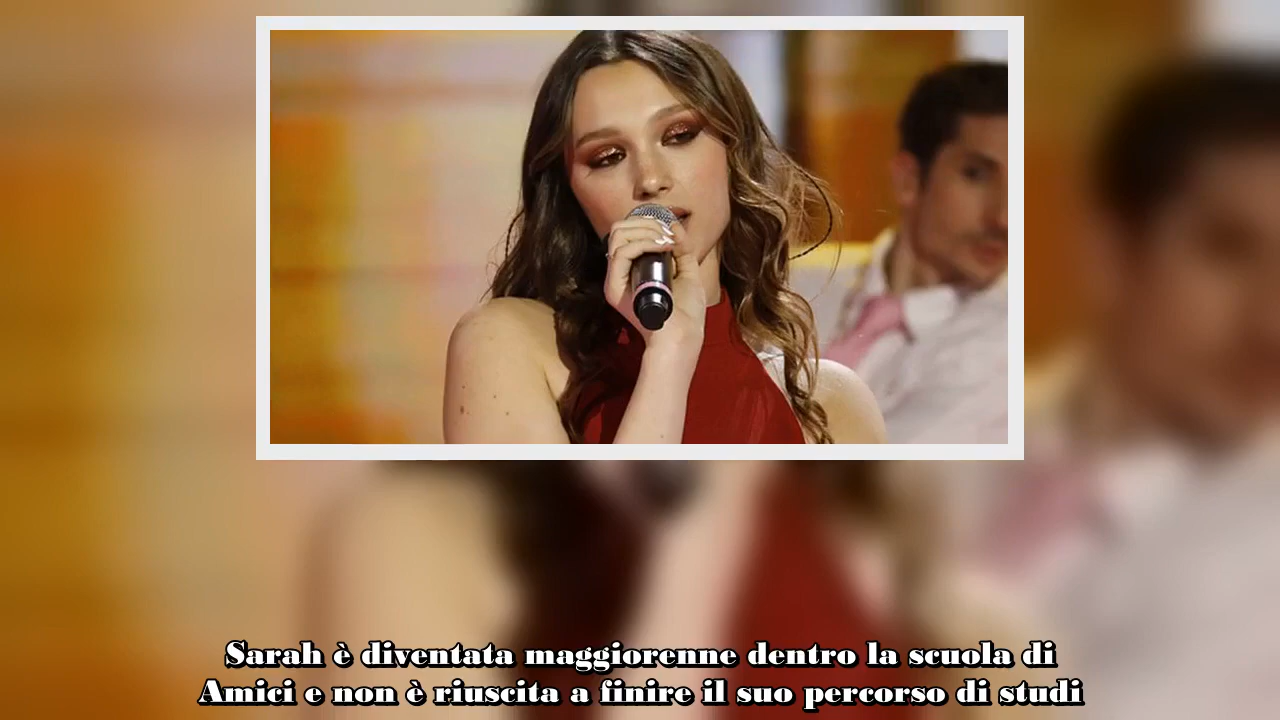 Sarah è diventata maggiorenne dentro la scuola di
Amici e non è riuscita a finire il suo percorso di studi